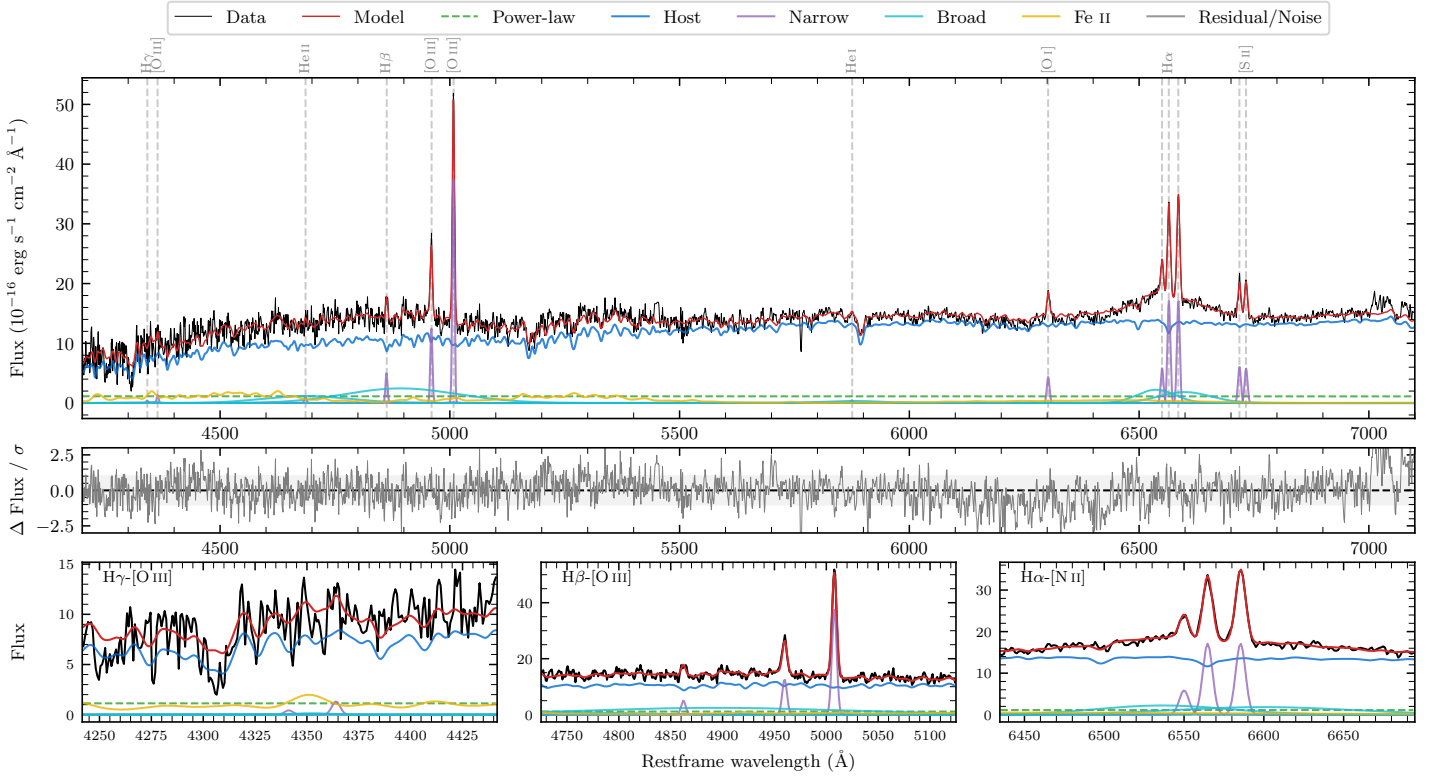 Data Model Power-law Host Narrow Broad Fe II Residual/Noise
Hγ [O III] He II Hβ [O III] [O III] He I [O I] Hα [S II]
Flux (10⁻¹⁶ erg s⁻¹ cm⁻² Å⁻¹)
50
40
30
20
10
0
4500 5000 5500 6000 6500 7000
Δ Flux / σ
2.5
0.0
−2.5
4500 5000 5500 6000 6500 7000
Flux
Hγ-[O III]
15
10
5
0
4250 4275 4300 4325 4350 4375 4400 4425
Hβ-[O III]
40
20
0
4750 4800 4850 4900 4950 5000 5050 5100
Hα-[N II]
30
20
10
0
6450 6500 6550 6600 6650
Restframe wavelength (Å)